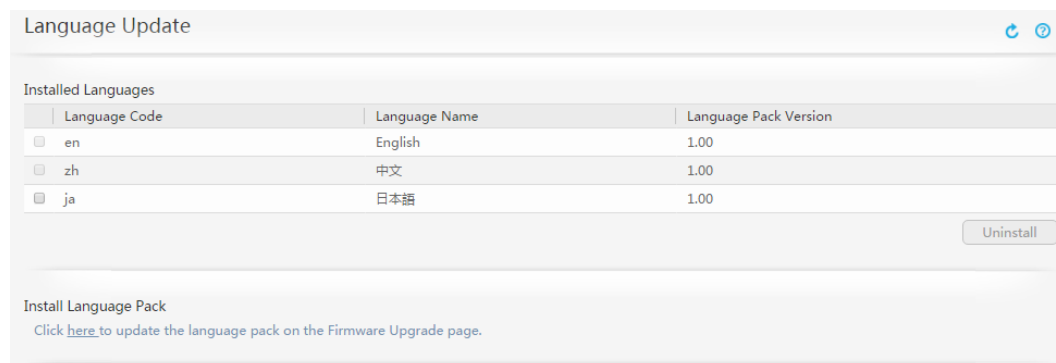 Language Update
Installed Languages
Language Code Language Name Language Pack Version
en English 1.00
zh 中文 1.00
ja 日本語 1.00
Uninstall
Install Language Pack
Click here to update the language pack on the Firmware Upgrade page.